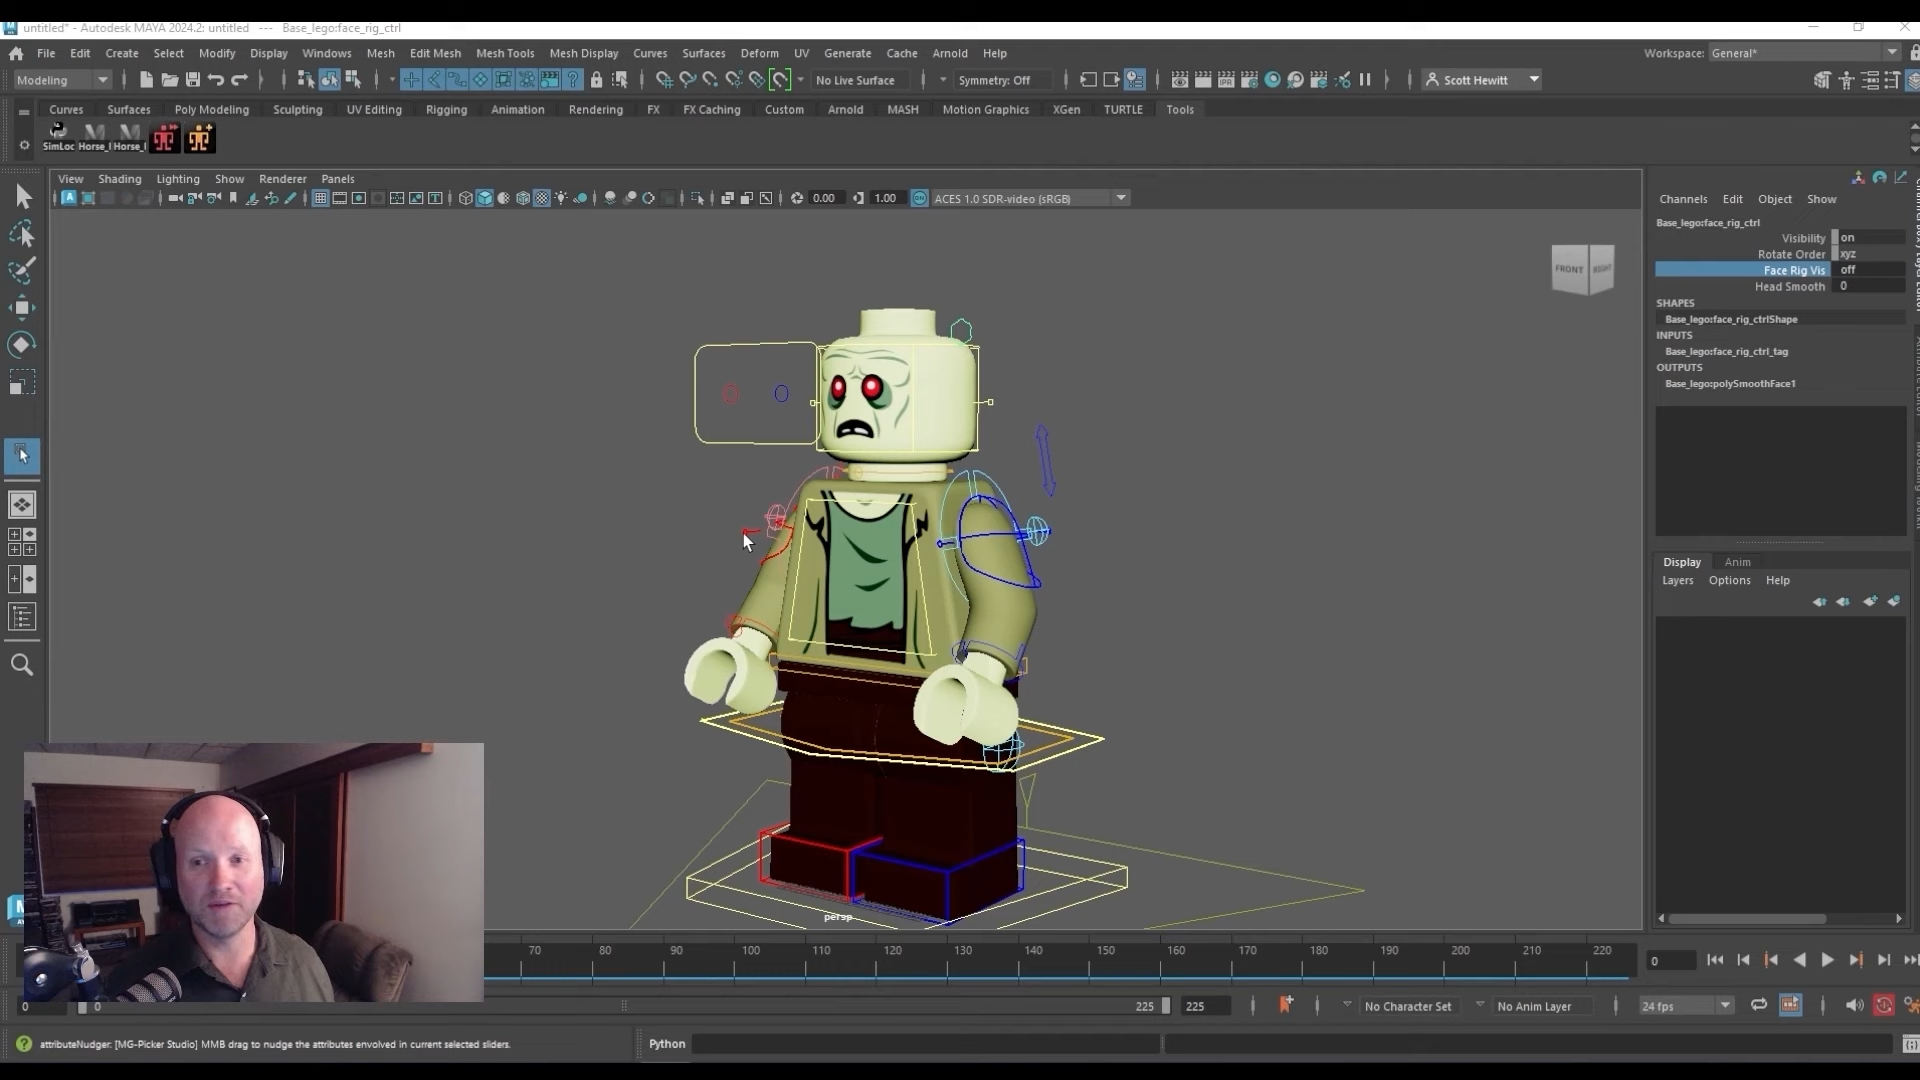 untitled* - Autodesk MAYA 2024.2: untitled --- Base_lego:face_rig_ctrl
File Edit Create Select Modify Display Windows Mesh Edit Mesh Mesh Tools Mesh Display Curves Surfaces Deform UV Generate Cache Arnold Help Workspace: General*
Modeling No Live Surface Symmetry: Off Scott Hewitt
Curves Surfaces Poly Modeling Sculpting UV Editing Rigging Animation Rendering FX FX Caching Custom Arnold MASH Motion Graphics XGen TURTLE Tools
SimLoc Horse_l Horse_l
View Shading Lighting Show Renderer Panels
0.00 1.00 ACES 1.0 SDR-video (sRGB)
Channels Edit Object Show
Base_lego:face_rig_ctrl
Visibility on
Rotate Order xyz
Face Rig Vis off
Head Smooth 0
SHAPES
Base_lego:face_rig_ctrlShape
INPUTS
Base_lego:face_rig_ctrl_tag
OUTPUTS
Base_lego:polySmoothFace1
FRONT RIGHT
Display Anim
Layers Options Help
persp
70 80 90 100 110 120 130 140 150 160 170 180 190 200 210 220 0
0 0 225 225 No Character Set No Anim Layer 24 fps
attributeNudger: [MG-Picker Studio] MMB drag to nudge the attributes envolved in current selected sliders. Python